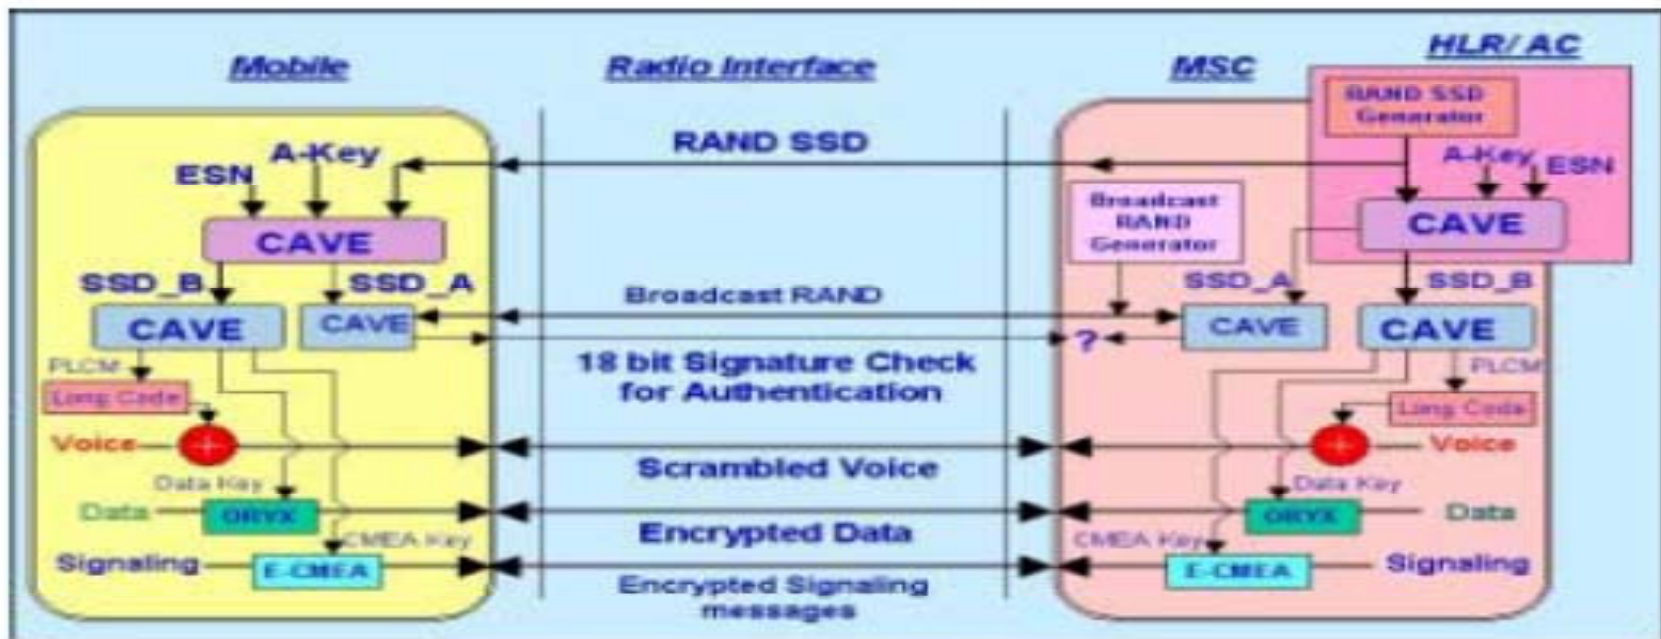 Mobile
Radio Interface
MSC
HLR/ AC
RAND SSD
Generator
RAND SSD
A-Key
ESN
A-Key
ESN
Broadcast
RAND
Generator
CAVE
CAVE
SSD_B
SSD_A
Broadcast RAND
SSD_A
SSD_B
CAVE
CAVE
CAVE
CAVE
?
18 bit Signature Check
for Authentication
PLCM
PLCM
Long Code
Long Code
Voice
Voice
Scrambled Voice
Data Key
Data Key
Data
ORYX
ORYX
Data
Encrypted Data
CMEA Key
CMEA Key
Signaling
E-CMEA
E-CMEA
Signaling
Encrypted Signaling
messages